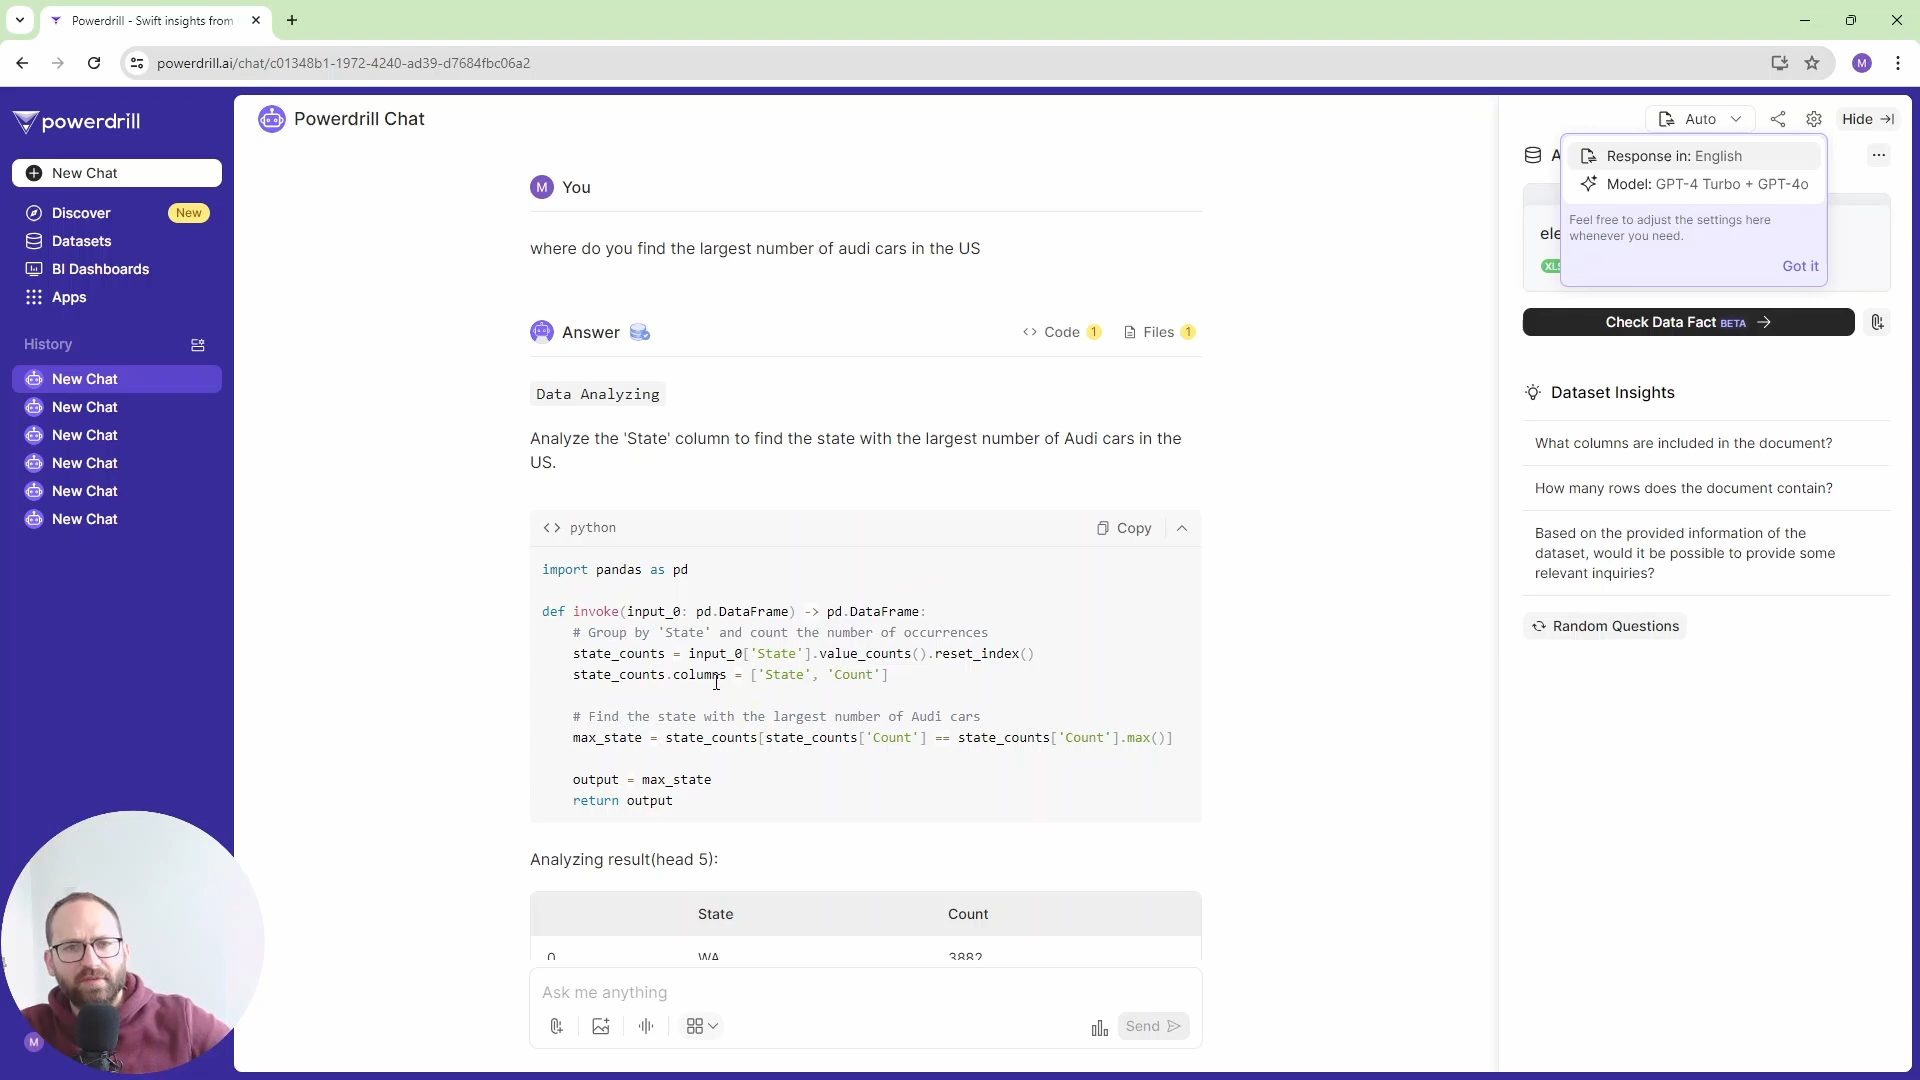 Powerdrill - Swift insights from
powerdrill.ai/chat/c01348b1-1972-4240-ad39-d7684fbc06a2
M
powerdrill
New Chat
Discover New
Datasets
BI Dashboards
Apps
History
New Chat
New Chat
New Chat
New Chat
New Chat
New Chat
M
Powerdrill Chat
M You
where do you find the largest number of audi cars in the US
Answer
Code 1 Files 1
Data Analyzing
Analyze the 'State' column to find the state with the largest number of Audi cars in the
US.
<> python Copy
import pandas as pd
def invoke(input_0: pd.DataFrame) -> pd.DataFrame:
# Group by 'State' and count the number of occurrences
state_counts = input_0['State'].value_counts().reset_index()
state_counts.columns = ['State', 'Count']
# Find the state with the largest number of Audi cars
max_state = state_counts[state_counts['Count'] == state_counts['Count'].max()]
output = max_state
return output
Analyzing result(head 5):
State Count
0 WA 3882
Ask me anything
Send
Auto Hide
A
Response in: English
Model: GPT-4 Turbo + GPT-4o
Feel free to adjust the settings here
whenever you need.
Got it
ele
XLS
Check Data Fact BETA
Dataset Insights
What columns are included in the document?
How many rows does the document contain?
Based on the provided information of the
dataset, would it be possible to provide some
relevant inquiries?
Random Questions